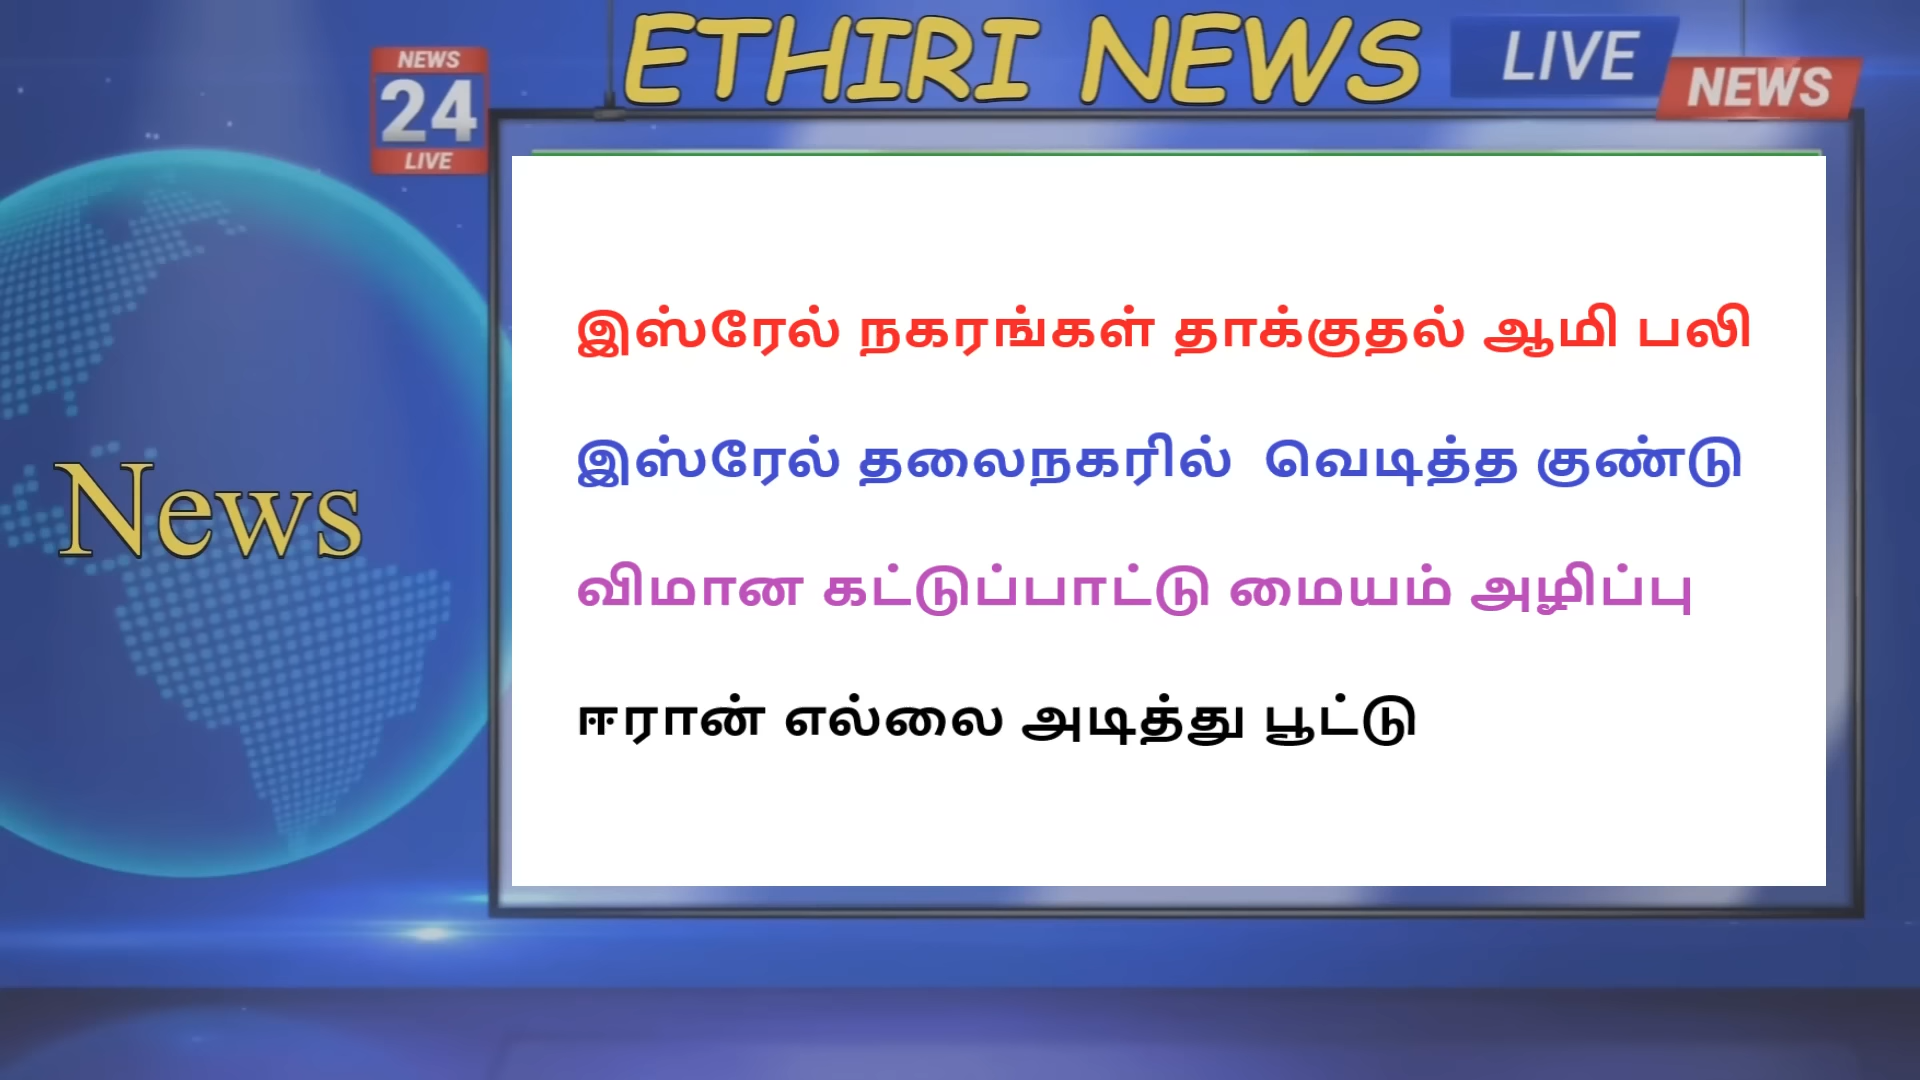 ETHIRI NEWS
LIVE
NEWS
NEWS
24
LIVE
இஸ்ரேல் நகரங்கள் தாக்குதல் ஆமி பலி
இஸ்ரேல் தலைநகரில் வெடித்த குண்டு
விமான கட்டுப்பாட்டு மையம் அழிப்பு
ஈரான் எல்லை அடித்து பூட்டு
News